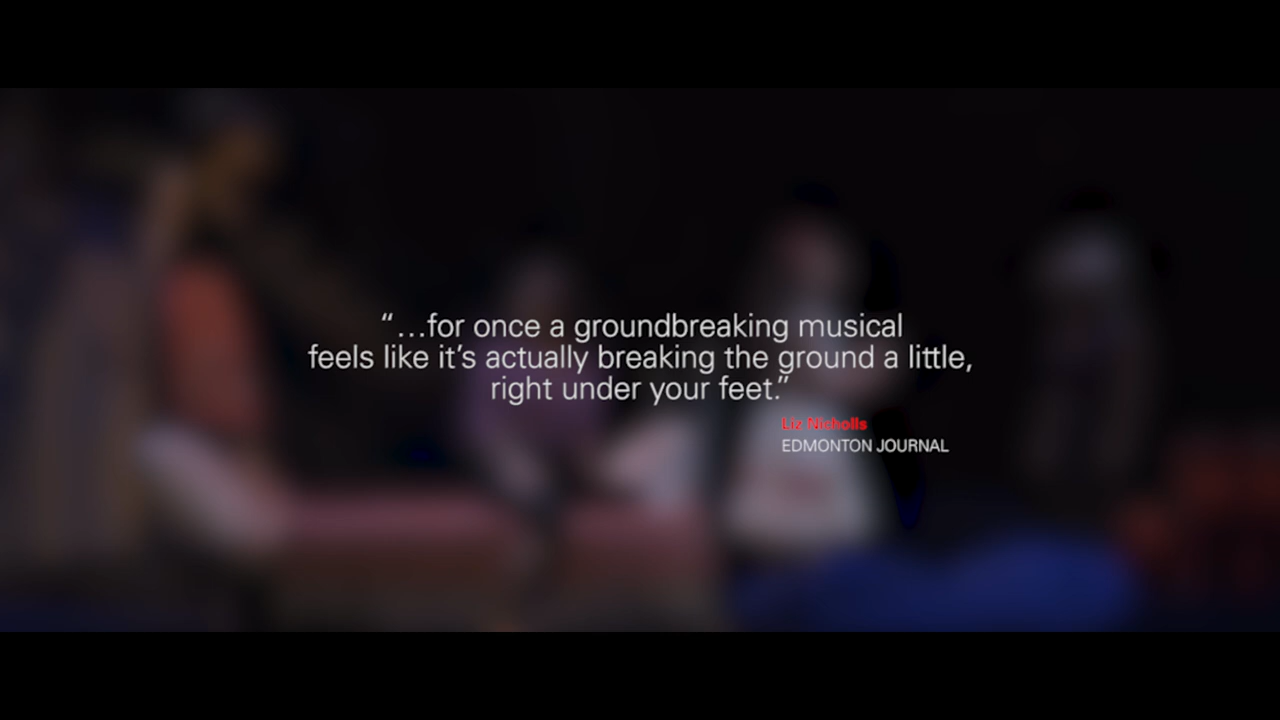 “…for once a groundbreaking musical
feels like it’s actually breaking the ground a little,
right under your feet.”
Liz Nicholls
EDMONTON JOURNAL